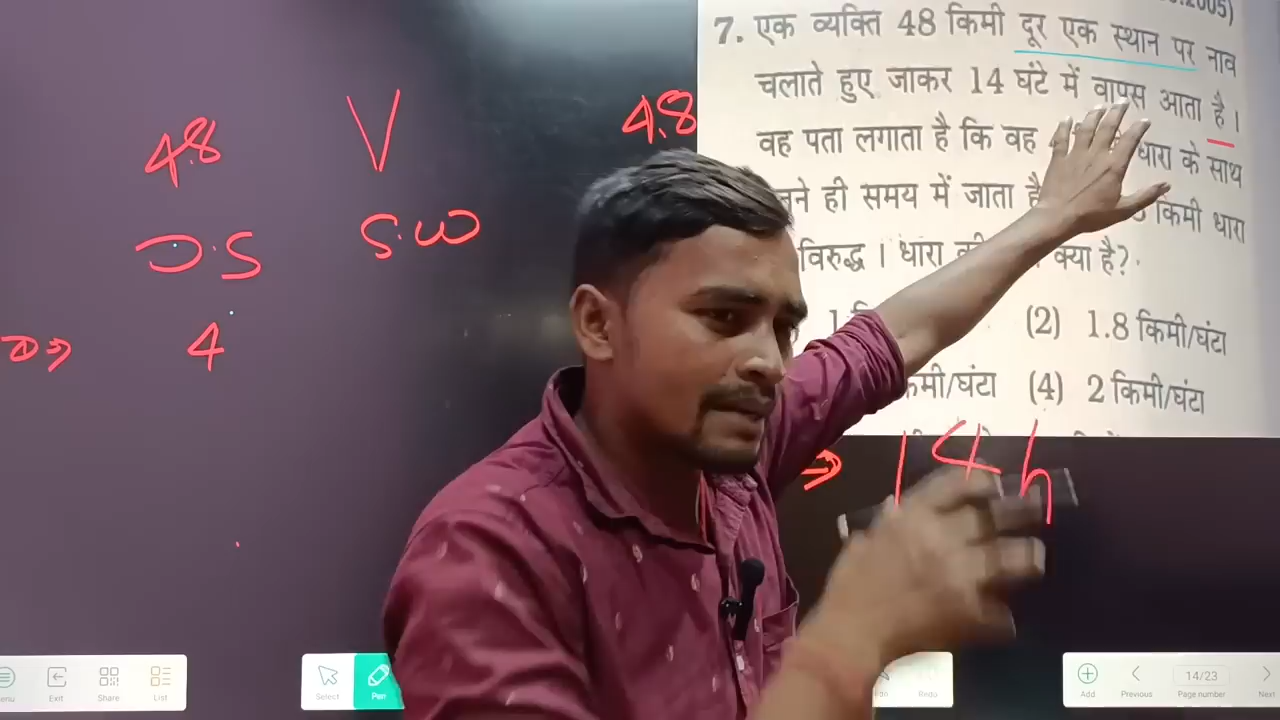 .2005)
7. एक व्यक्ति 48 किमी दूर एक स्थान पर नाव
चलाते हुए जाकर 14 घंटे में वापस आता है।
वह पता लगाता है कि वह 4 धारा के साथ
ने ही समय में जाता है किमी धारा
विरुद्ध । धारा की क्या है?
(2) 1.8 किमी/घंटा
किमी/घंटा (4) 2 किमी/घंटा
48 V 48
D.S S.W
⇒ 4
⇒ 14h
Exit Share List Select Pen Redo Add Previous 14/23 Page number Next